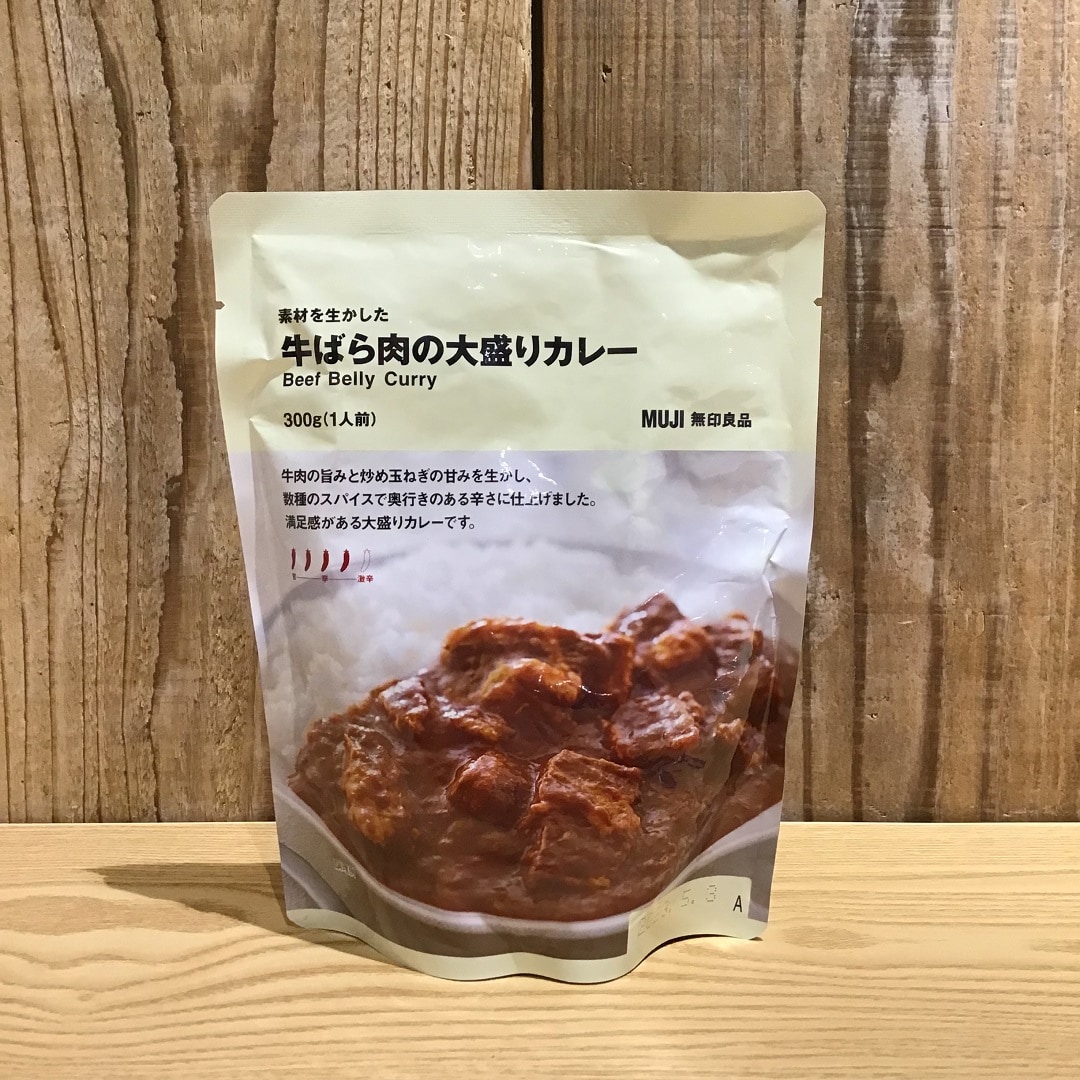 素材を生かした
牛ばら肉の大盛りカレー
Beef Belly Curry
300g(1人前)
MUJI 無印良品
牛肉の旨みと炒め玉ねぎの甘みを生かし、
数種のスパイスで奥行きのある辛さに仕上げました。
満足感がある大盛りカレーです。
辛
激辛
5. 3
A